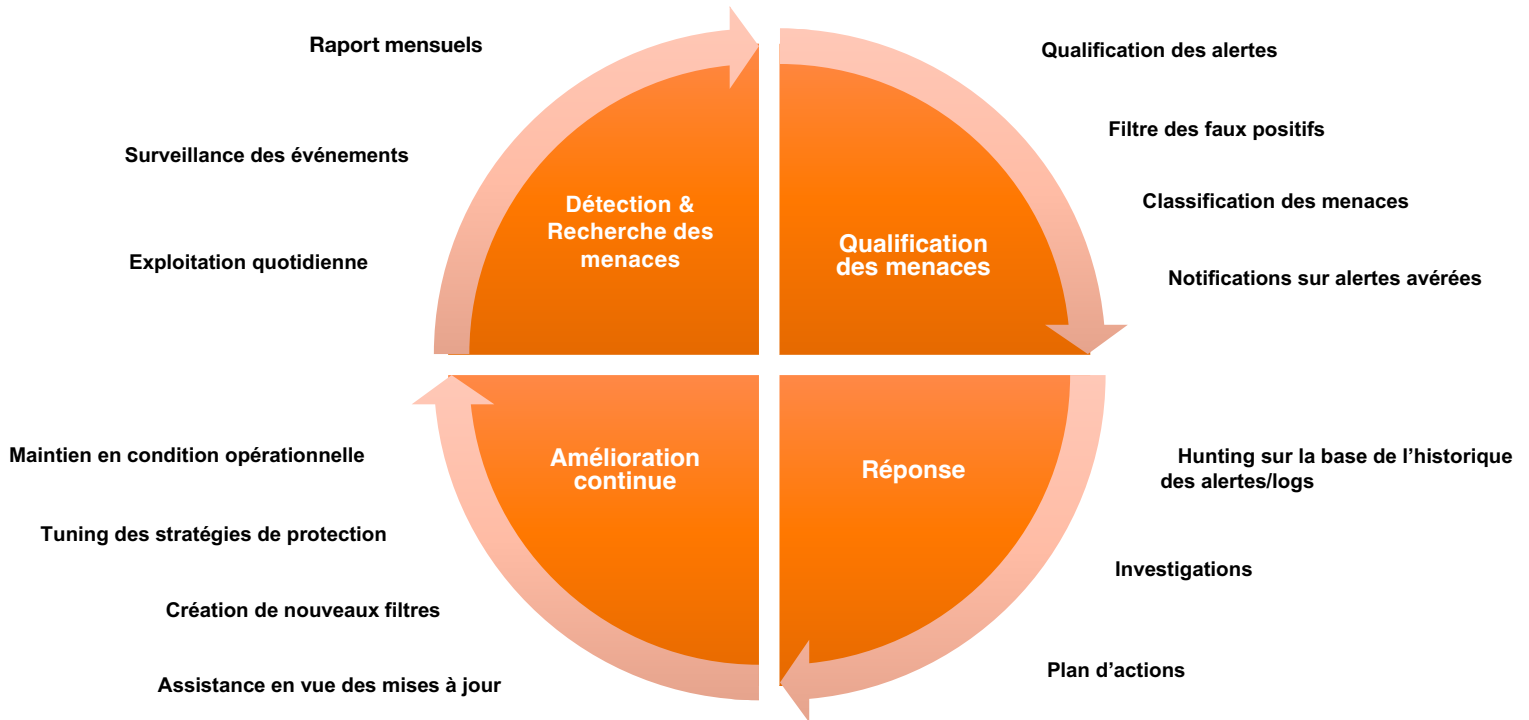 Raport mensuels
Surveillance des événements
Exploitation quotidienne
Détection &
Recherche des
menaces
Qualification des alertes
Filtre des faux positifs
Classification des menaces
Notifications sur alertes avérées
Qualification
des menaces
Maintien en condition opérationnelle
Tuning des stratégies de protection
Création de nouveaux filtres
Assistance en vue des mises à jour
Amélioration
continue
Réponse
Hunting sur la base de l’historique
des alertes/logs
Investigations
Plan d’actions